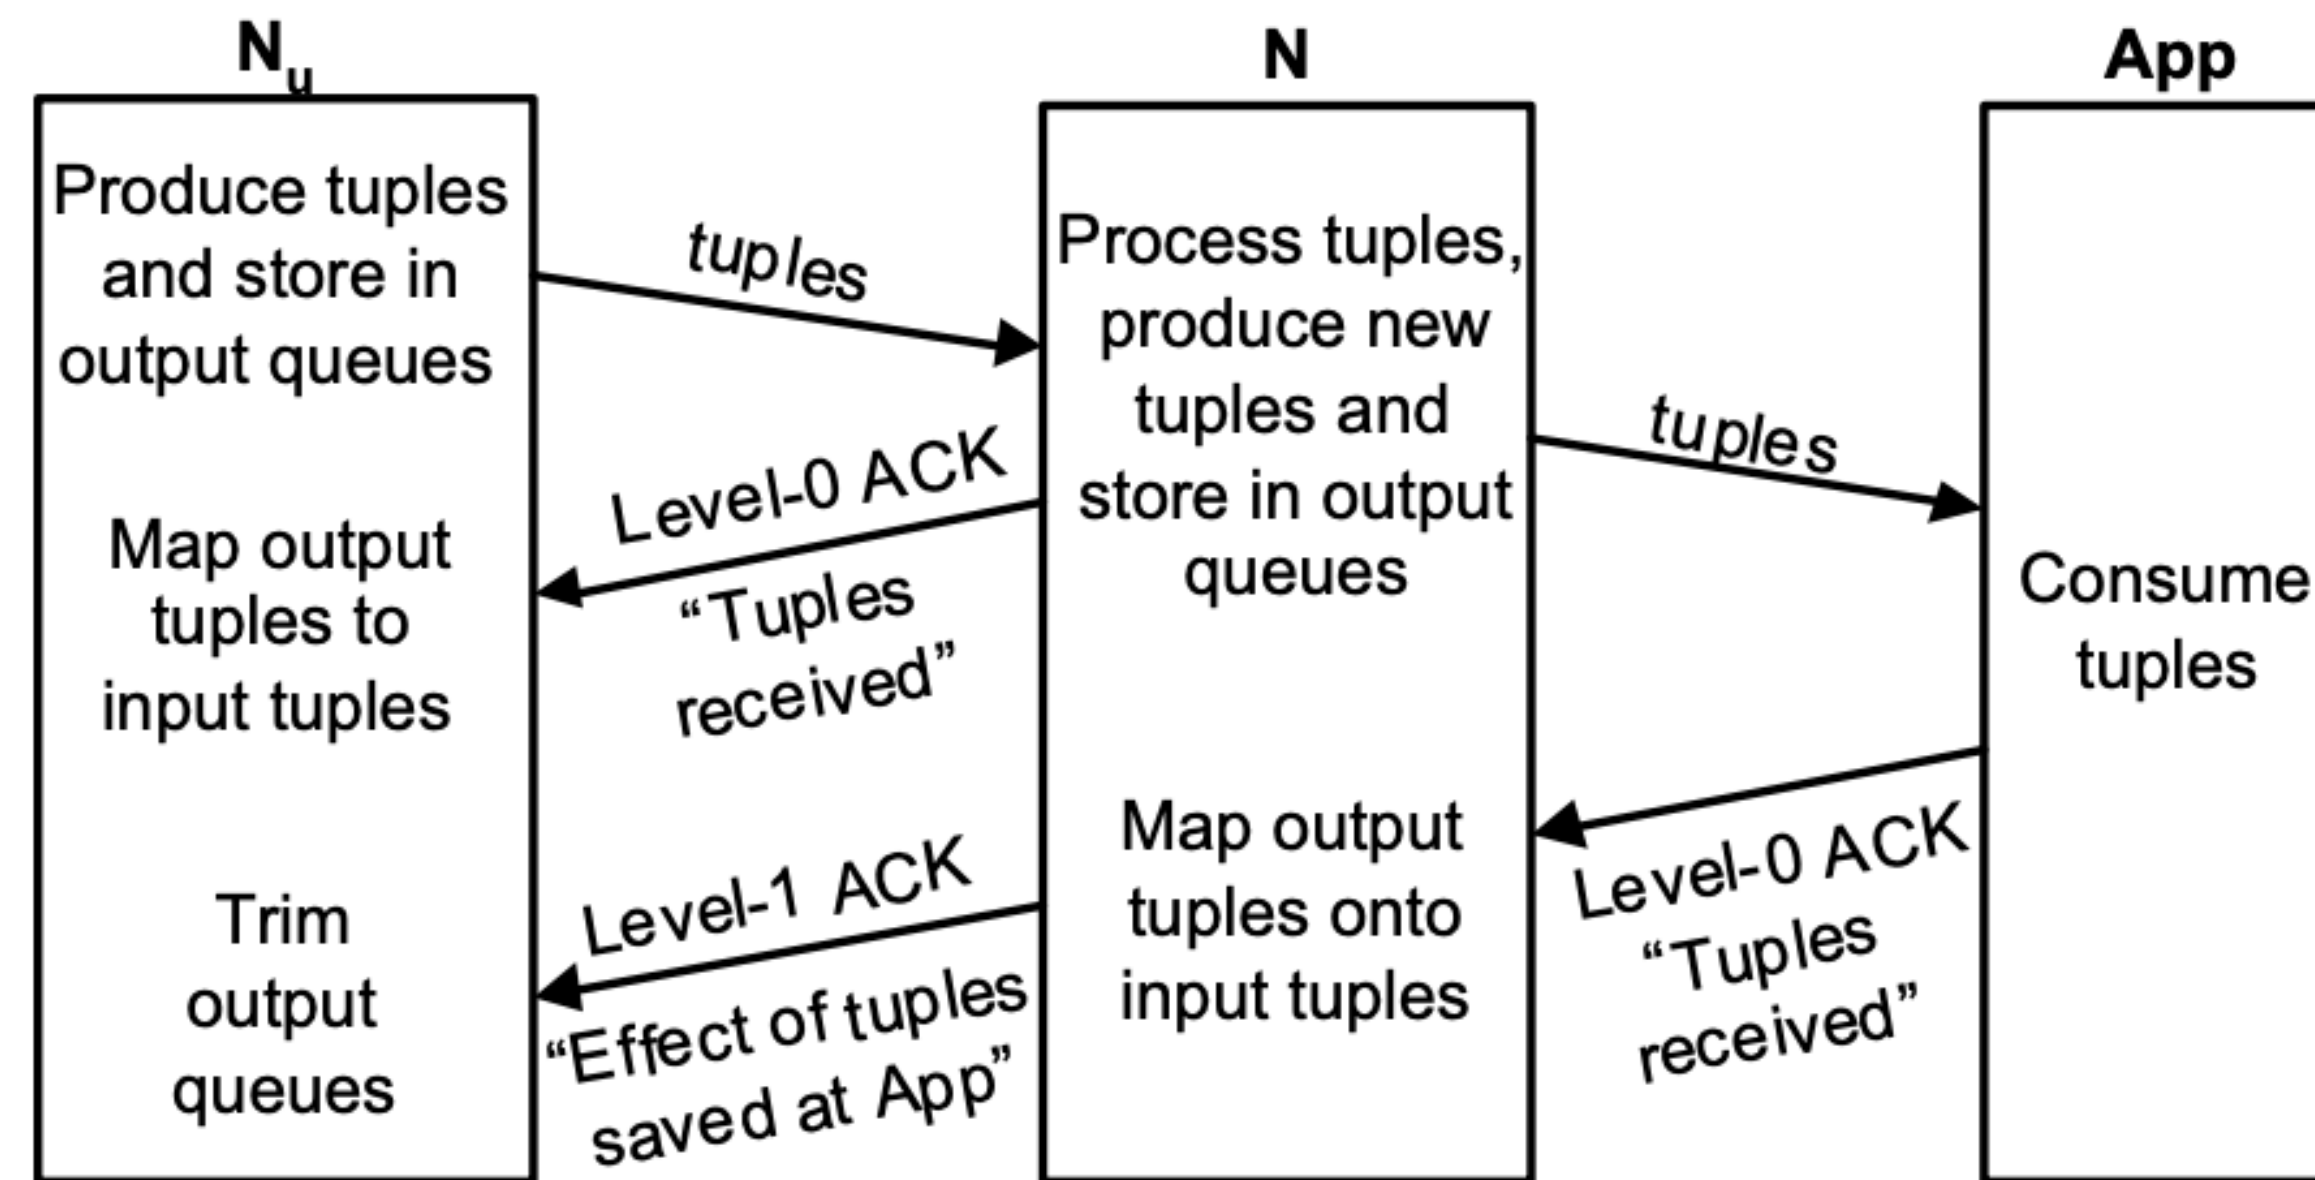 N_u
N
App
Produce tuples
and store in
output queues
Map output
tuples to
input tuples
Trim
output
queues
tuples
Level-0 ACK
“Tuples
received”
Level-1 ACK
“Effect of tuples
saved at App”
Process tuples,
produce new
tuples and
store in output
queues
Map output
tuples onto
input tuples
tuples
Level-0 ACK
“Tuples
received”
Consume
tuples